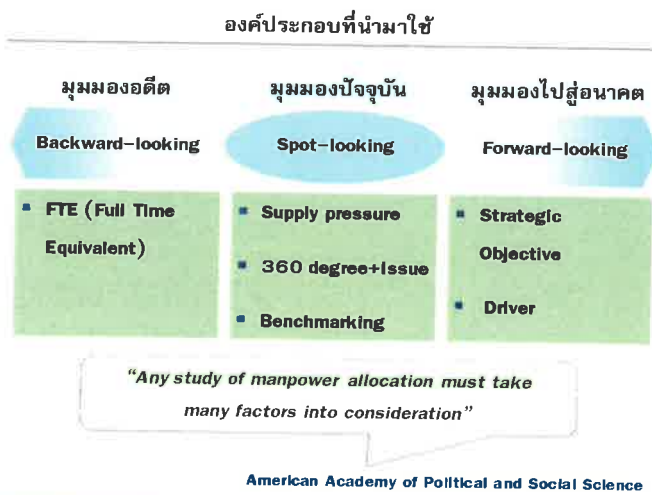 องค์ประกอบที่นำมาใช้
มุมมองอดีต
Backward-looking
▪ FTE (Full Time
Equivalent)
มุมมองปัจจุบัน
Spot-looking
▪ Supply pressure
▪ 360 degree+Issue
▪ Benchmarking
มุมมองไปสู่อนาคต
Forward-looking
▪ Strategic
Objective
▪ Driver
“Any study of manpower allocation must take
many factors into consideration”
American Academy of Political and Social Science